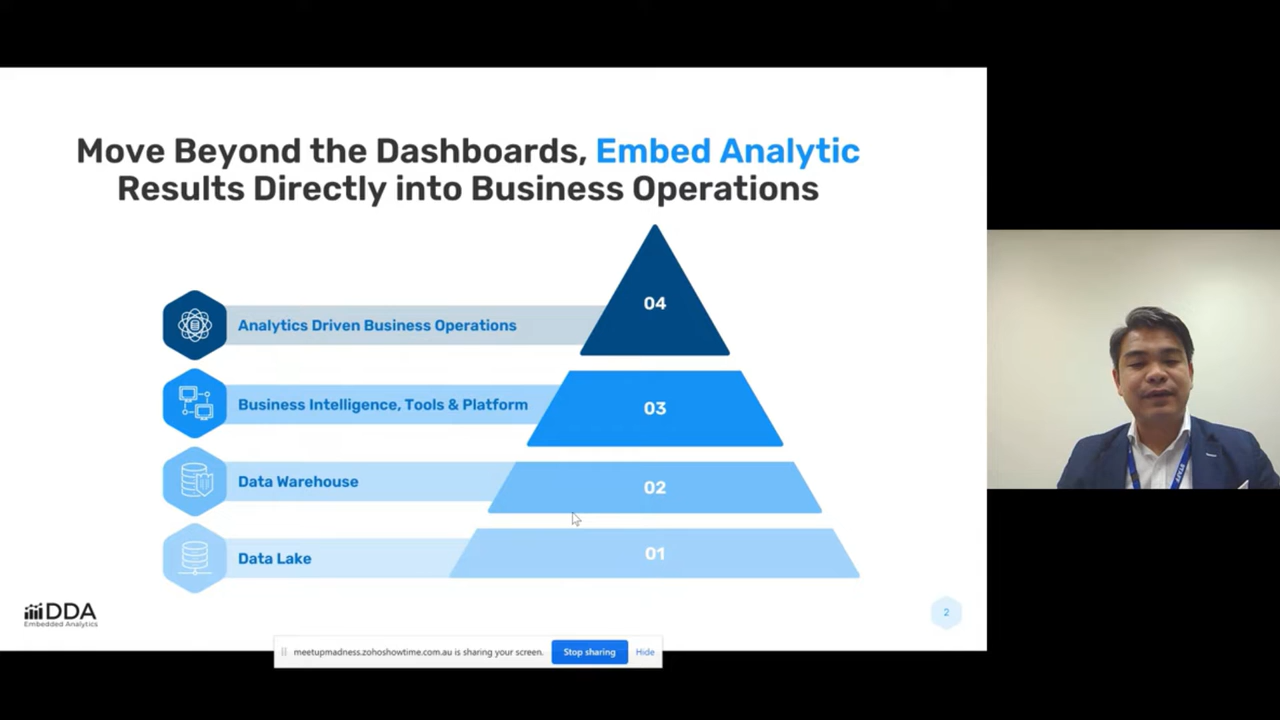 Move Beyond the Dashboards, Embed Analytic
Results Directly into Business Operations
04
Analytics Driven Business Operations
Business Intelligence, Tools & Platform
03
Data Warehouse
02
Data Lake
01
DDA
Embedded Analytics
2
meetupmadness.zohoshowtime.com.au is sharing your screen.
Stop sharing
Hide